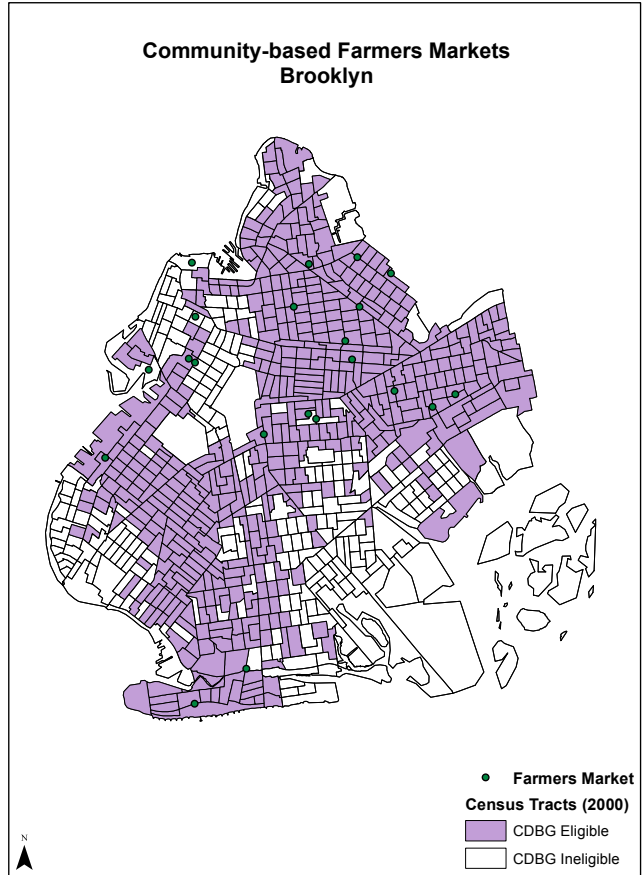 Community-based Farmers Markets
Brooklyn
Farmers Market
Census Tracts (2000)
CDBG Eligible
CDBG Ineligible
N